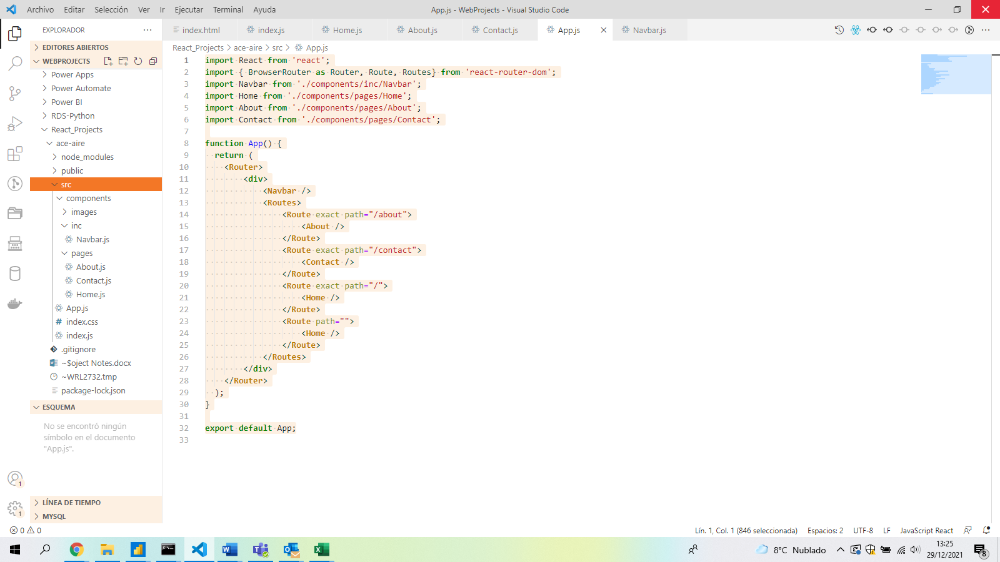 Archivo Editar Selección Ver Ir Ejecutar Terminal Ayuda App.js - WebProjects - Visual Studio Code
EXPLORADOR
EDITORES ABIERTOS
WEBPROJECTS
Power Apps
Power Automate
Power BI
RDS-Python
React_Projects
ace-aire
node_modules
public
src
components
images
inc
Navbar.js
pages
About.js
Contact.js
Home.js
App.js
index.css
index.js
.gitignore
~$oject Notes.docx
~WRL2732.tmp
package-lock.json
ESQUEMA
No se encontró ningún
símbolo en el documento
"App.js".
LÍNEA DE TIEMPO
MYSQL
index.html index.js Home.js About.js Contact.js App.js Navbar.js
React_Projects > ace-aire > src > App.js
1 import React from 'react';
2 import { BrowserRouter as Router, Route, Routes} from 'react-router-dom';
3 import Navbar from './components/inc/Navbar';
4 import Home from './components/pages/Home';
5 import About from './components/pages/About';
6 import Contact from './components/pages/Contact';
7
8 function App() {
9 return (
10 <Router>
11 <div>
12 <Navbar />
13 <Routes>
14 <Route exact path="/about">
15 <About />
16 </Route>
17 <Route exact path="/contact">
18 <Contact />
19 </Route>
20 <Route exact path="/">
21 <Home />
22 </Route>
23 <Route path="">
24 <Home />
25 </Route>
26 </Routes>
27 </div>
28 </Router>
29 );
30 }
31
32 export default App;
33
1
1
0 0 Lín. 1, Col. 1 (846 seleccionada) Espacios: 2 UTF-8 LF JavaScript React
8°C Nublado 13:25
29/12/2021 8